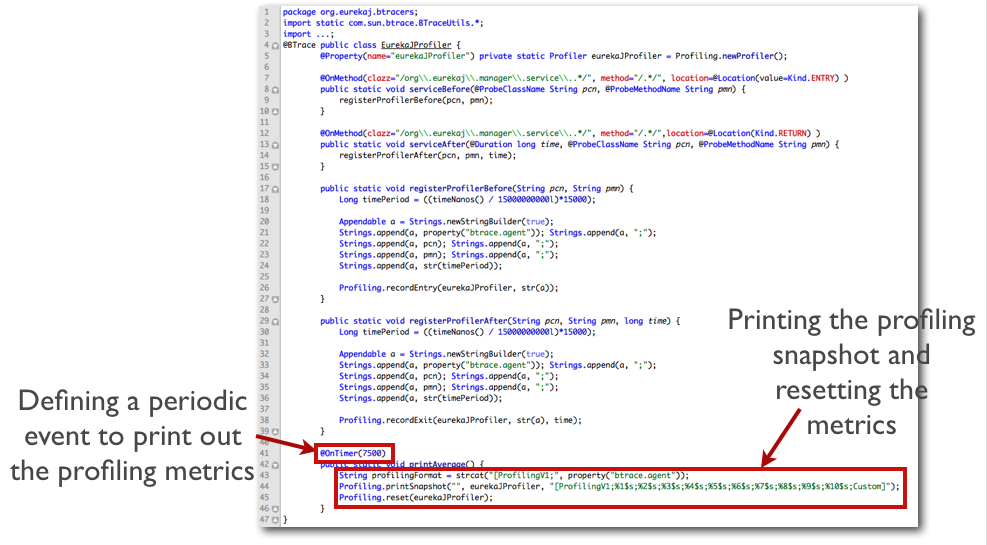 1 package org.eurekaj.btracers;
2 import static com.sun.btrace.BTraceUtils.*;
3 import ...;
4 @BTrace public class EurekaJProfiler {
5 @Property(name="eurekaJProfiler") private static Profiler eurekaJProfiler = Profiling.newProfiler();
6
7 @OnMethod(clazz="/org\\.eurekaj\\.manager\\.service\\..*/", method="/.*/", location=@Location(value=Kind.ENTRY) )
8 public static void serviceBefore(@ProbeClassName String pcn, @ProbeMethodName String pmn) {
9 registerProfilerBefore(pcn, pmn);
10 }
11
12 @OnMethod(clazz="/org\\.eurekaj\\.manager\\.service\\..*/", method="/.*/",location=@Location(Kind.RETURN) )
13 public static void serviceAfter(@Duration long time, @ProbeClassName String pcn, @ProbeMethodName String pmn) {
14 registerProfilerAfter(pcn, pmn, time);
15 }
16
17 public static void registerProfilerBefore(String pcn, String pmn) {
18 Long timePeriod = ((timeNanos() / 15000000000l)*15000);
19
20 Appendable a = Strings.newStringBuilder(true);
21 Strings.append(a, property("btrace.agent")); Strings.append(a, ";");
22 Strings.append(a, pcn); Strings.append(a, ";");
23 Strings.append(a, pmn); Strings.append(a, ";");
24 Strings.append(a, str(timePeriod));
25
26 Profiling.recordEntry(eurekaJProfiler, str(a));
27 }
28
29 public static void registerProfilerAfter(String pcn, String pmn, long time) {
30 Long timePeriod = ((timeNanos() / 15000000000l)*15000);
31
32 Appendable a = Strings.newStringBuilder(true);
33 Strings.append(a, property("btrace.agent")); Strings.append(a, ";");
34 Strings.append(a, pcn); Strings.append(a, ";");
35 Strings.append(a, pmn); Strings.append(a, ";");
36 Strings.append(a, str(timePeriod));
37
38 Profiling.recordExit(eurekaJProfiler, str(a), time);
39 }
40
41 @OnTimer(7500)
42 public static void printAverage() {
43 String profilingFormat = strcat("[ProfilingV1;", property("btrace.agent"));
44 Profiling.printSnapshot("", eurekaJProfiler, "[ProfilingV1;%1$s;%2$s;%3$s;%4$s;%5$s;%6$s;%7$s;%8$s;%9$s;%10$s;Custom]");
45 Profiling.reset(eurekaJProfiler);
46 }
47 }
Printing the profiling
snapshot and
resetting the
metrics
Defining a periodic
event to print out
the profiling metrics